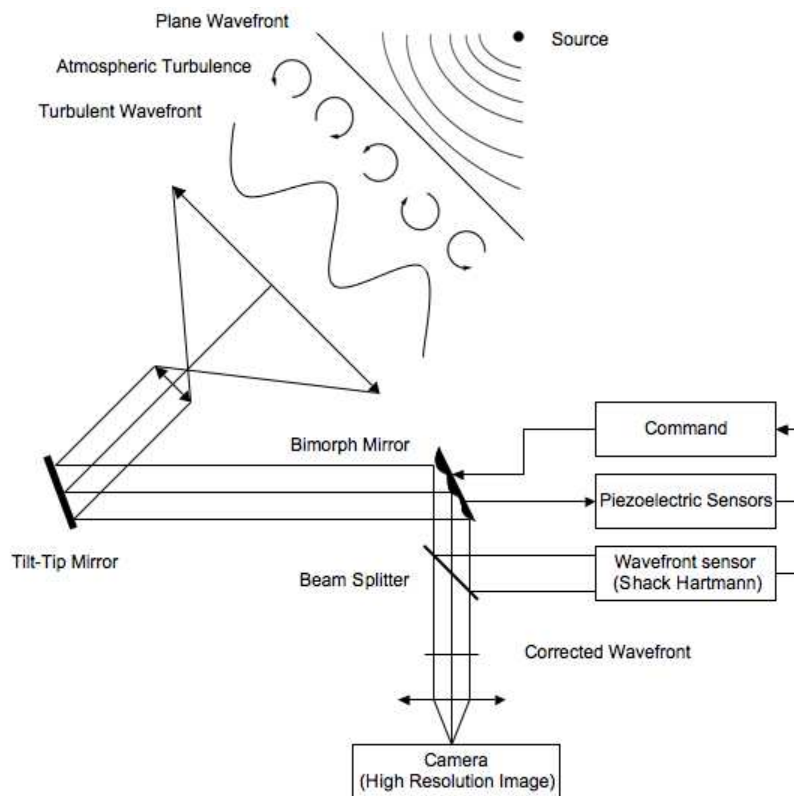 Plane Wavefront
Source
Atmospheric Turbulence
Turbulent Wavefront
Command
Bimorph Mirror
Piezoelectric Sensors
Tilt-Tip Mirror
Wavefront sensor
(Shack Hartmann)
Beam Splitter
Corrected Wavefront
Camera
(High Resolution Image)